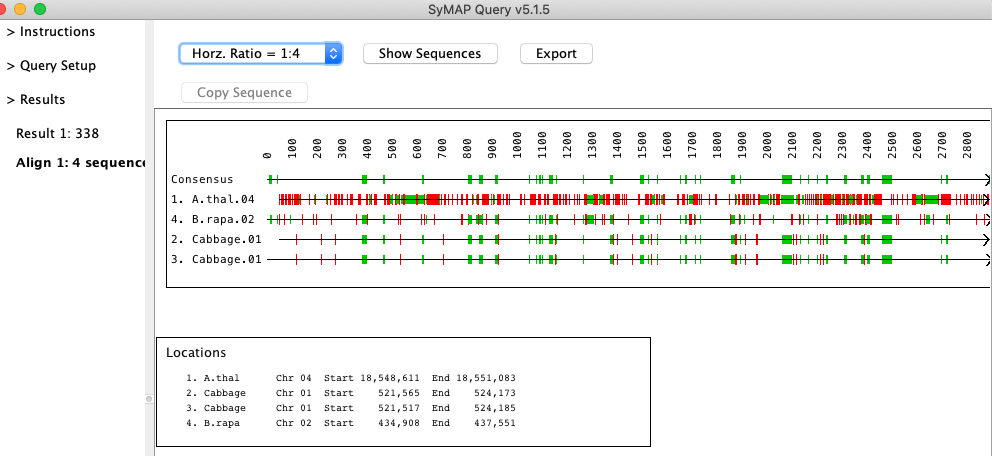 SyMAP Query v5.1.5
> Instructions
> Query Setup
> Results
Result 1: 338
Align 1: 4 sequenc
Horz. Ratio = 1:4
Show Sequences
Export
Copy Sequence
0 100 200 300 400 500 600 700 800 900 1000 1100 1200 1300 1400 1500 1600 1700 1800 1900 2000 2100 2200 2300 2400 2500 2600 2700 2800
Consensus
1. A.thal.04
4. B.rapa.02
2. Cabbage.01
3. Cabbage.01
Locations
1. A.thal Chr 04 Start 18,548,611 End 18,551,083
2. Cabbage Chr 01 Start 521,565 End 524,173
3. Cabbage Chr 01 Start 521,517 End 524,185
4. B.rapa Chr 02 Start 434,908 End 437,551